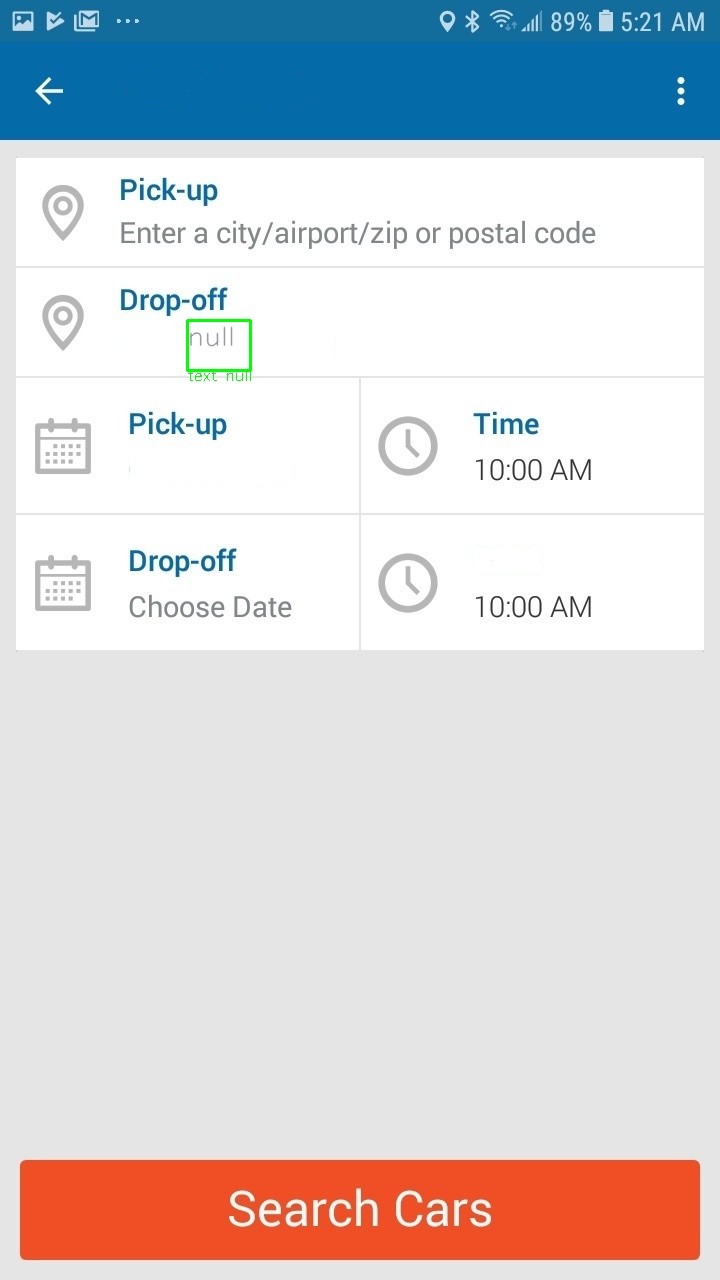 89% 5:21 AM
Pick-up
Enter a city/airport/zip or postal code
Drop-off
null
text null
Pick-up
Time
10:00 AM
Drop-off
Choose Date
10:00 AM
Search Cars